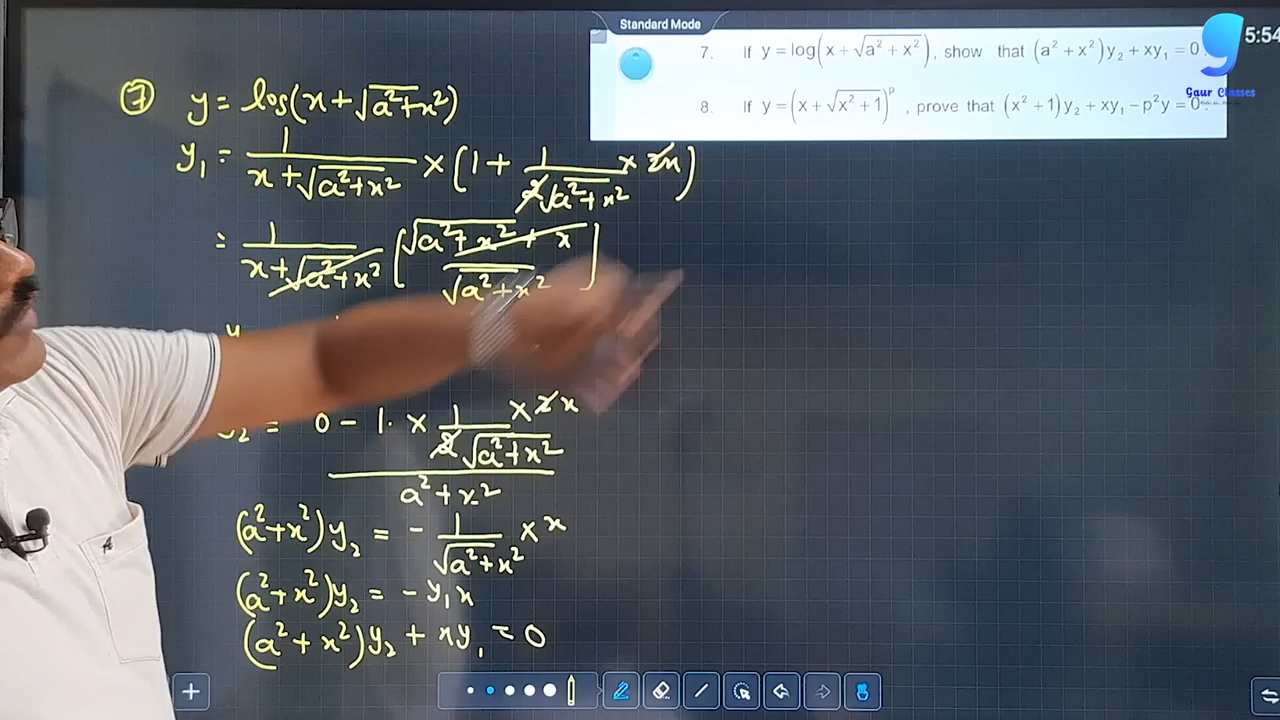 Standard Mode
5:54
7. If y = log(x + √(a² + x²)), show that (a² + x²)y₂ + xy₁ = 0
8. If y = (x + √(x² + 1))ᵖ, prove that (x² + 1)y₂ + xy₁ − p²y = 0
Gaur Classes
⑦ y = log(x + √(a²+x²))
y₁ = 1/(x + √(a²+x²)) × (1 + 1/(2√(a²+x²)) × 2x)
= 1/(x + √(a²+x²)) [(√(a²+x²) + x)/√(a²+x²)]
y₂ = (0 − 1 · × 1/(2√(a²+x²)) × 2x)/(a²+x²)
(a²+x²)y₂ = − 1/√(a²+x²) × x
(a²+x²)y₂ = − y₁x
(a²+x²)y₂ + xy₁ = 0